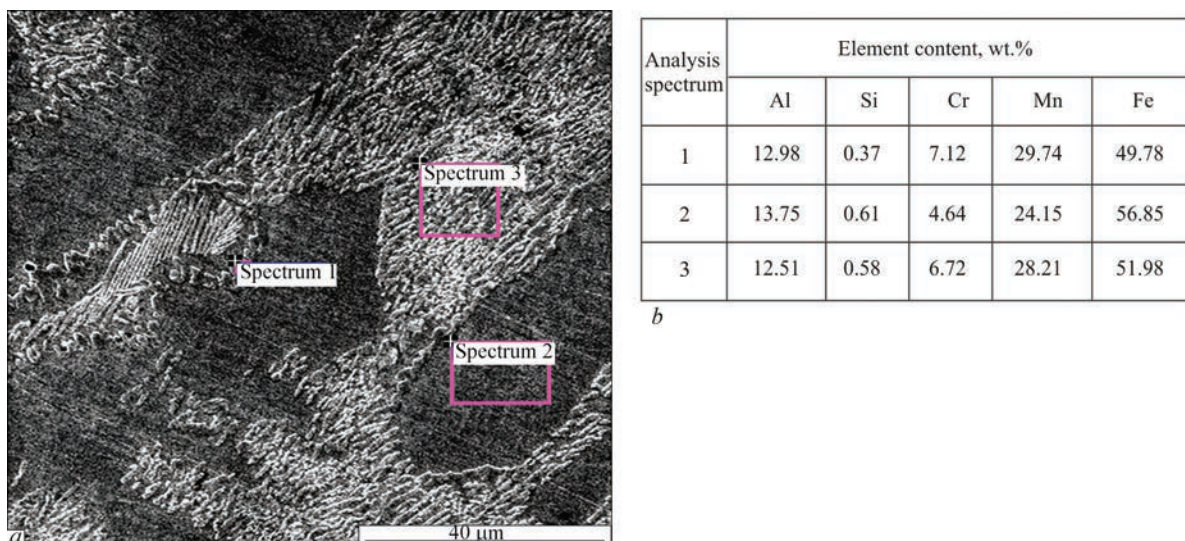 Spectrum 3
Spectrum 1
Spectrum 2
40 μm
a
Analysis spectrum
Element content, wt.%
Al Si Cr Mn Fe
1 12.98 0.37 7.12 29.74 49.78
2 13.75 0.61 4.64 24.15 56.85
3 12.51 0.58 6.72 28.21 51.98
b